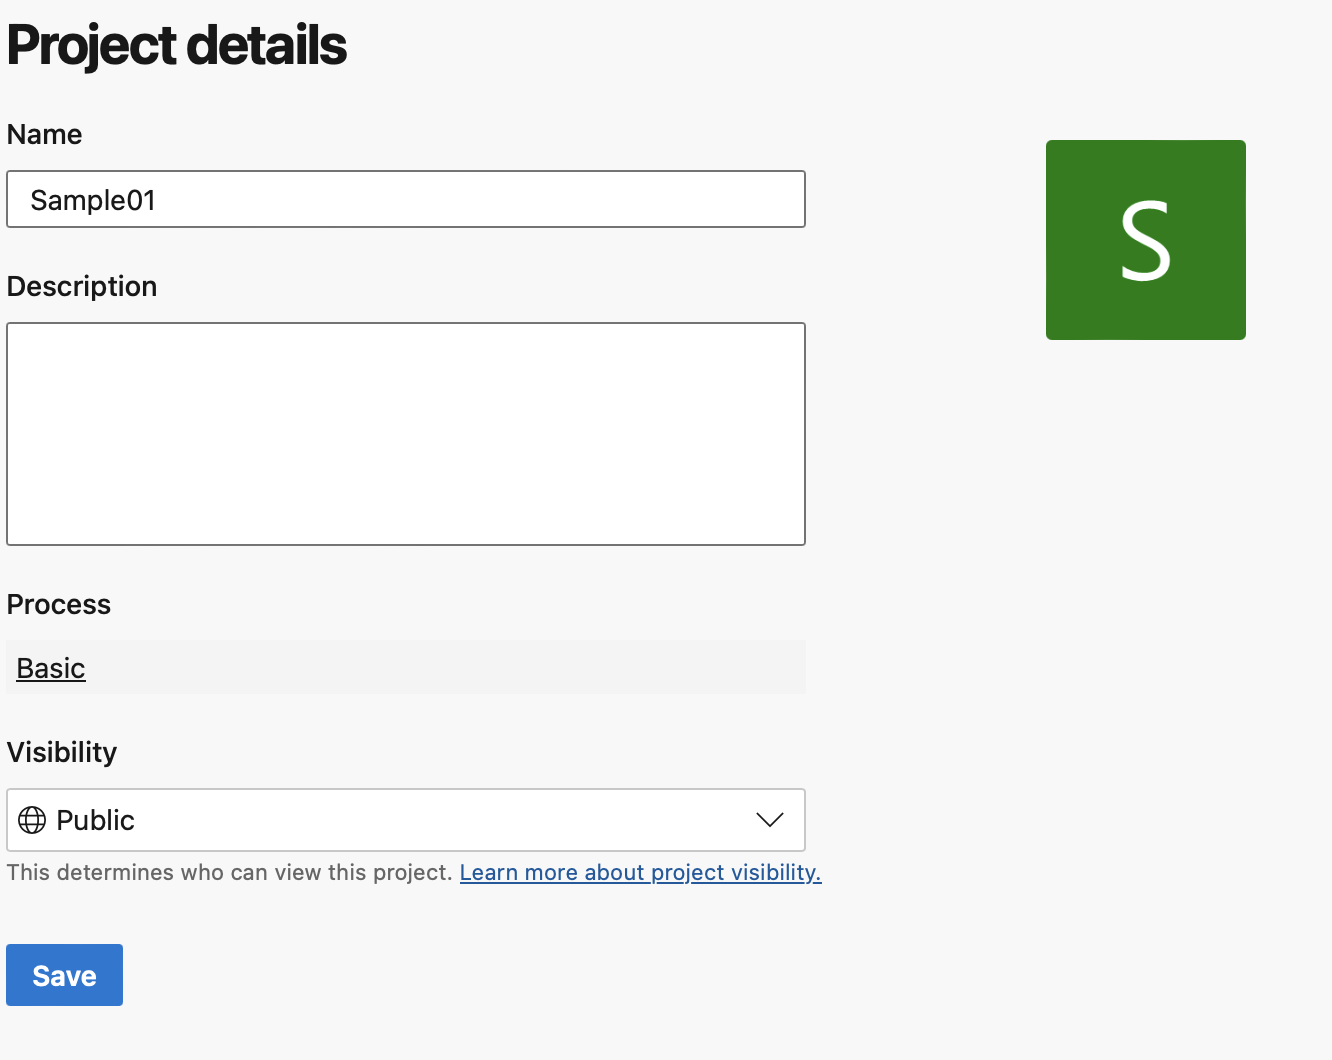 Project details
Name
Sample01
S
Description
Process
Basic
Visibility
Public
This determines who can view this project. Learn more about project visibility.
Save